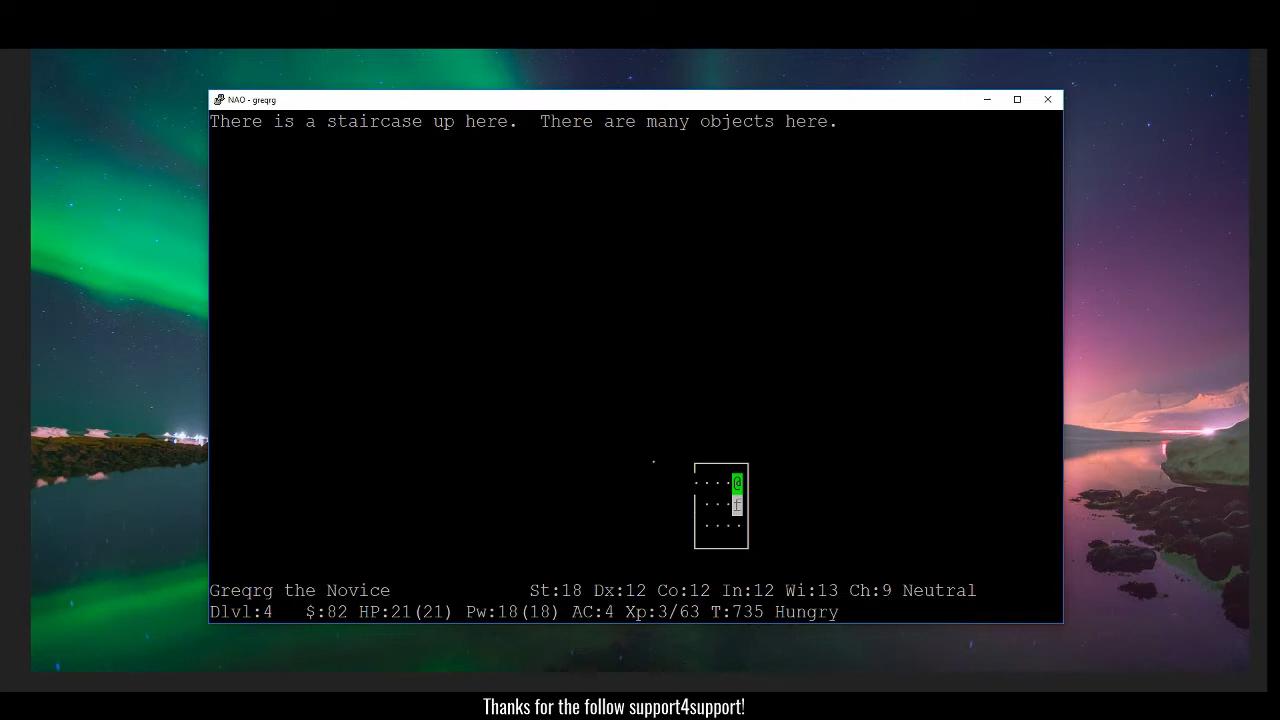 NAO - greqrg
There is a staircase up here.  There are many objects here.
. . . . @
. . . f
. . . .
Greqrg the Novice St:18 Dx:12 Co:12 In:12 Wi:13 Ch:9 Neutral
Dlvl:4 $:82 HP:21(21) Pw:18(18) AC:4 Xp:3/63 T:735 Hungry
Thanks for the follow support4support!